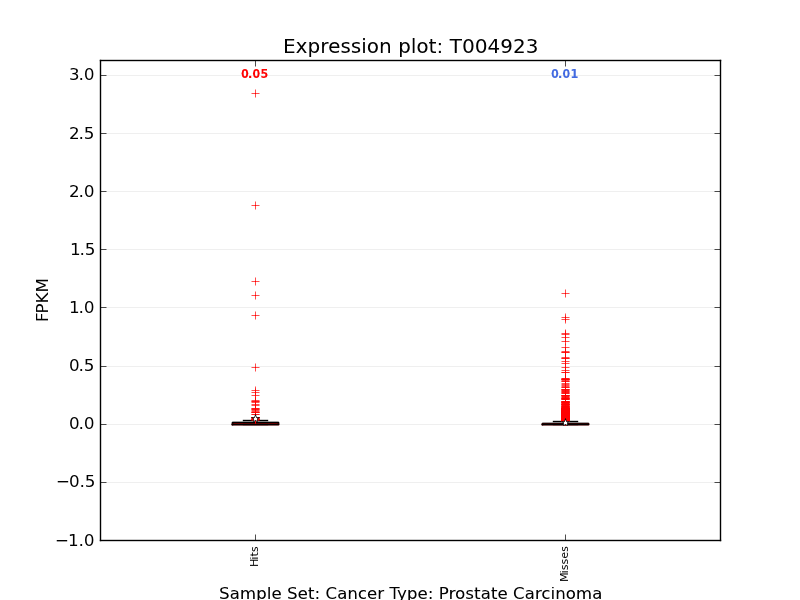 Expression plot: T004923
3.0
0.05
0.01
2.5
2.0
1.5
1.0
0.5
0.0
−0.5
−1.0
FPKM
Hits
Misses
Sample Set: Cancer Type: Prostate Carcinoma